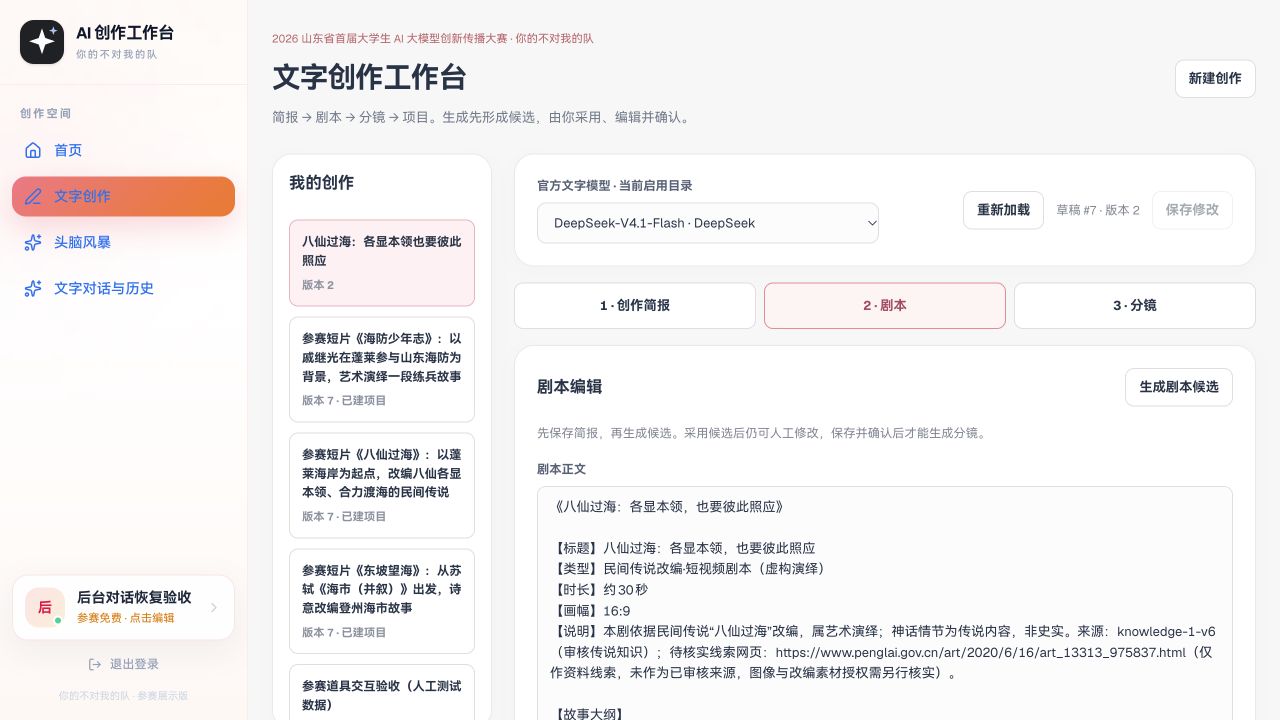 AI 创作工作台
你的不对我的队
创作空间
首页
文字创作
头脑风暴
文字对话与历史
后
后台对话恢复验收
参赛免费 · 点击编辑
退出登录
你的不对我的队 · 参赛展示版
2026 山东省首届大学生 AI 大模型创新传播大赛 · 你的不对我的队
文字创作工作台
简报 → 剧本 → 分镜 → 项目。生成先形成候选，由你采用、编辑并确认。
新建创作
我的创作
八仙过海：各显本领也要彼此
照应
版本 2
参赛短片《海防少年志》：以
戚继光在蓬莱参与山东海防为
背景，艺术演绎一段练兵故事
版本 7 · 已建项目
参赛短片《八仙过海》：以蓬
莱海岸为起点，改编八仙各显
本领、合力渡海的民间传说
版本 7 · 已建项目
参赛短片《东坡望海》：从苏
轼《海市（并叙）》出发，诗
意改编登州海市故事
版本 7 · 已建项目
参赛道具交互验收（人工测试
数据）
官方文字模型 · 当前启用目录
DeepSeek-V4.1-Flash · DeepSeek
重新加载
草稿 #7 · 版本 2
保存修改
1 · 创作简报
2 · 剧本
3 · 分镜
剧本编辑
生成剧本候选
先保存简报，再生成候选。采用候选后仍可人工修改，保存并确认后才能生成分镜。
剧本正文
《八仙过海：各显本领，也要彼此照应》
【标题】八仙过海：各显本领，也要彼此照应
【类型】民间传说改编·短视频剧本（虚构演绎）
【时长】约30秒
【画幅】16:9
【说明】本剧依据民间传说“八仙过海”改编，属艺术演绎；神话情节为传说内容，非史实。来源：knowledge-1-v6
（审核传说知识）；待核实线索网页：https://www.penglai.gov.cn/art/2020/6/16/art_13313_975837.html（仅
作资料线索，未作为已审核来源，图像与改编素材授权需另行核实）。
【故事大纲】